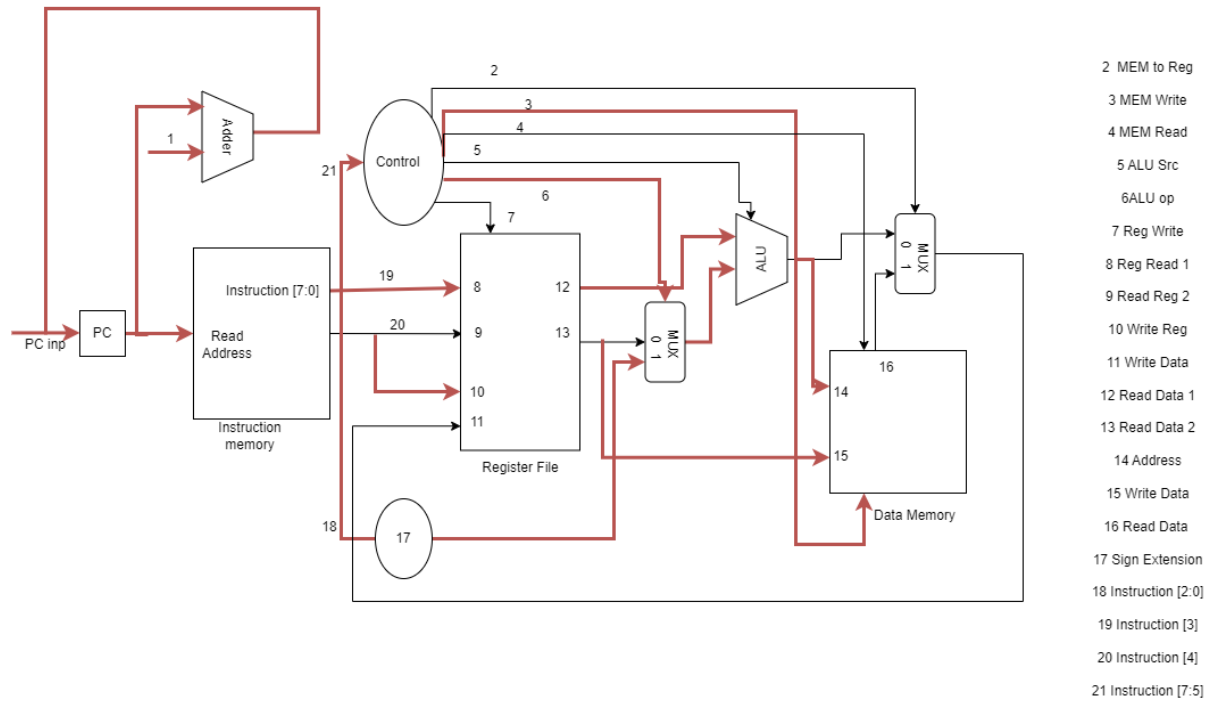 2
3
4
1
Adder
Control
21
5
6
7
PC inp
PC
Instruction [7:0]
Read
Address
Instruction
memory
19
20
8
9
10
11
12
13
Register File
MUX
0 1
ALU
MUX
0 1
16
14
15
Data Memory
18
17
2 MEM to Reg
3 MEM Write
4 MEM Read
5 ALU Src
6ALU op
7 Reg Write
8 Reg Read 1
9 Read Reg 2
10 Write Reg
11 Write Data
12 Read Data 1
13 Read Data 2
14 Address
15 Write Data
16 Read Data
17 Sign Extension
18 Instruction [2:0]
19 Instruction [3]
20 Instruction [4]
21 Instruction [7:5]